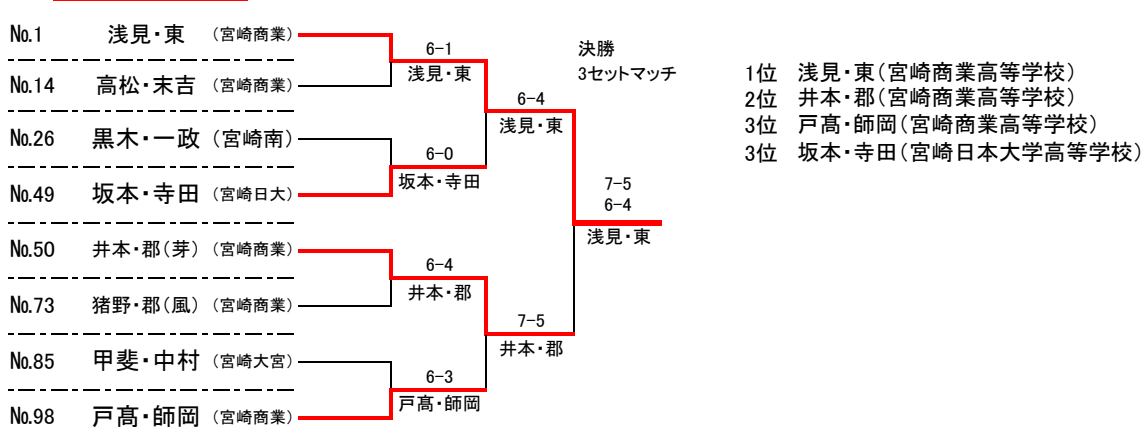 No.1 浅見・東 (宮崎商業)
No.14 高松・末吉 (宮崎商業)
No.26 黒木・一政 (宮崎南)
No.49 坂本・寺田 (宮崎日大)
No.50 井本・郡(芽) (宮崎商業)
No.73 猪野・郡(風) (宮崎商業)
No.85 甲斐・中村 (宮崎大宮)
No.98 戸髙・師岡 (宮崎商業)
6-1
浅見・東
6-0
坂本・寺田
6-4
井本・郡
6-3
戸髙・師岡
6-4
浅見・東
7-5
井本・郡
決勝
3セットマッチ
7-5
6-4
浅見・東
1位 浅見・東(宮崎商業高等学校)
2位 井本・郡(宮崎商業高等学校)
3位 戸髙・師岡(宮崎商業高等学校)
3位 坂本・寺田(宮崎日本大学高等学校)